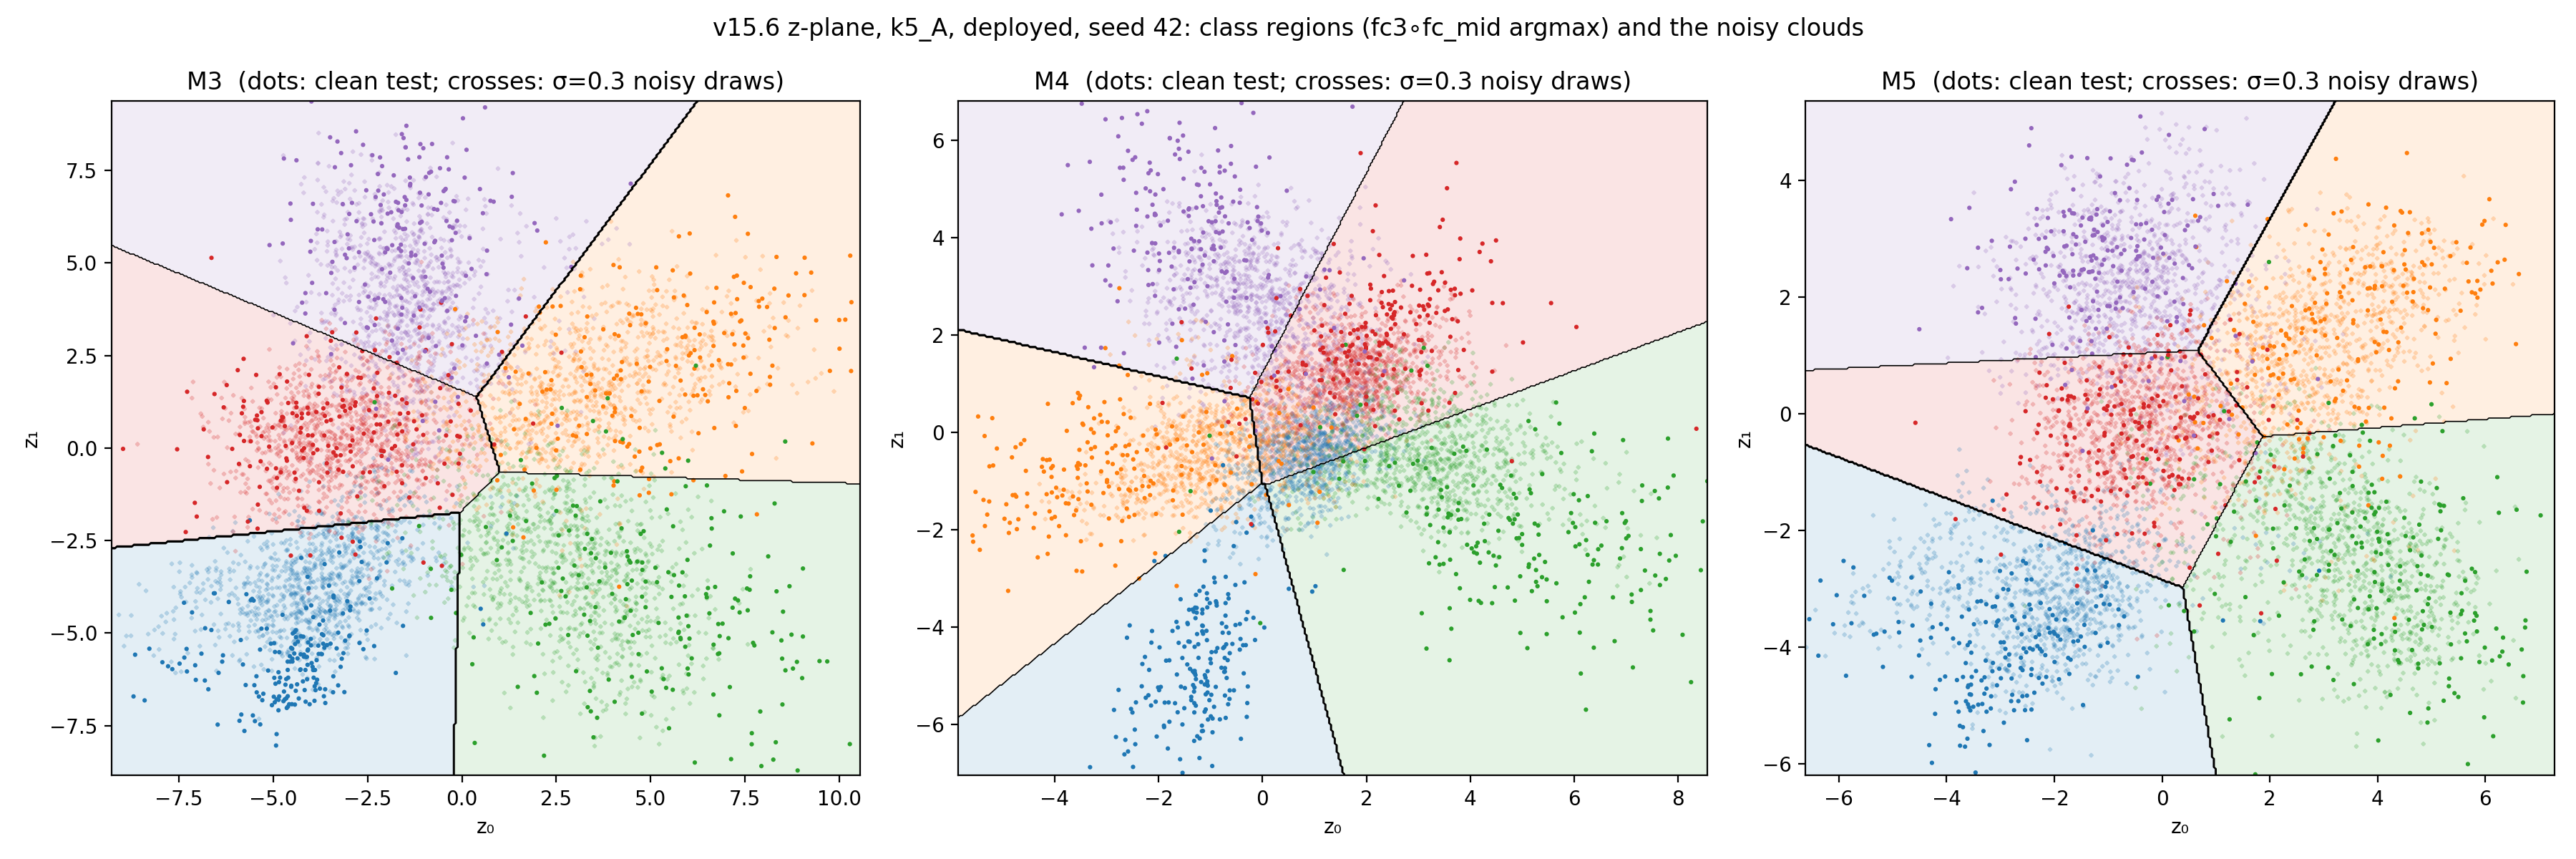 v15.6 z-plane, k5_A, deployed, seed 42: class regions (fc3∘fc_mid argmax) and the noisy clouds
M3 (dots: clean test; crosses: σ=0.3 noisy draws)
7.5
5.0
2.5
0.0
−2.5
−5.0
−7.5
z₁
−7.5 −5.0 −2.5 0.0 2.5 5.0 7.5 10.0
z₀
M4 (dots: clean test; crosses: σ=0.3 noisy draws)
6
4
2
0
−2
−4
−6
z₁
−4 −2 0 2 4 6 8
z₀
M5 (dots: clean test; crosses: σ=0.3 noisy draws)
4
2
0
−2
−4
−6
z₁
−6 −4 −2 0 2 4 6
z₀